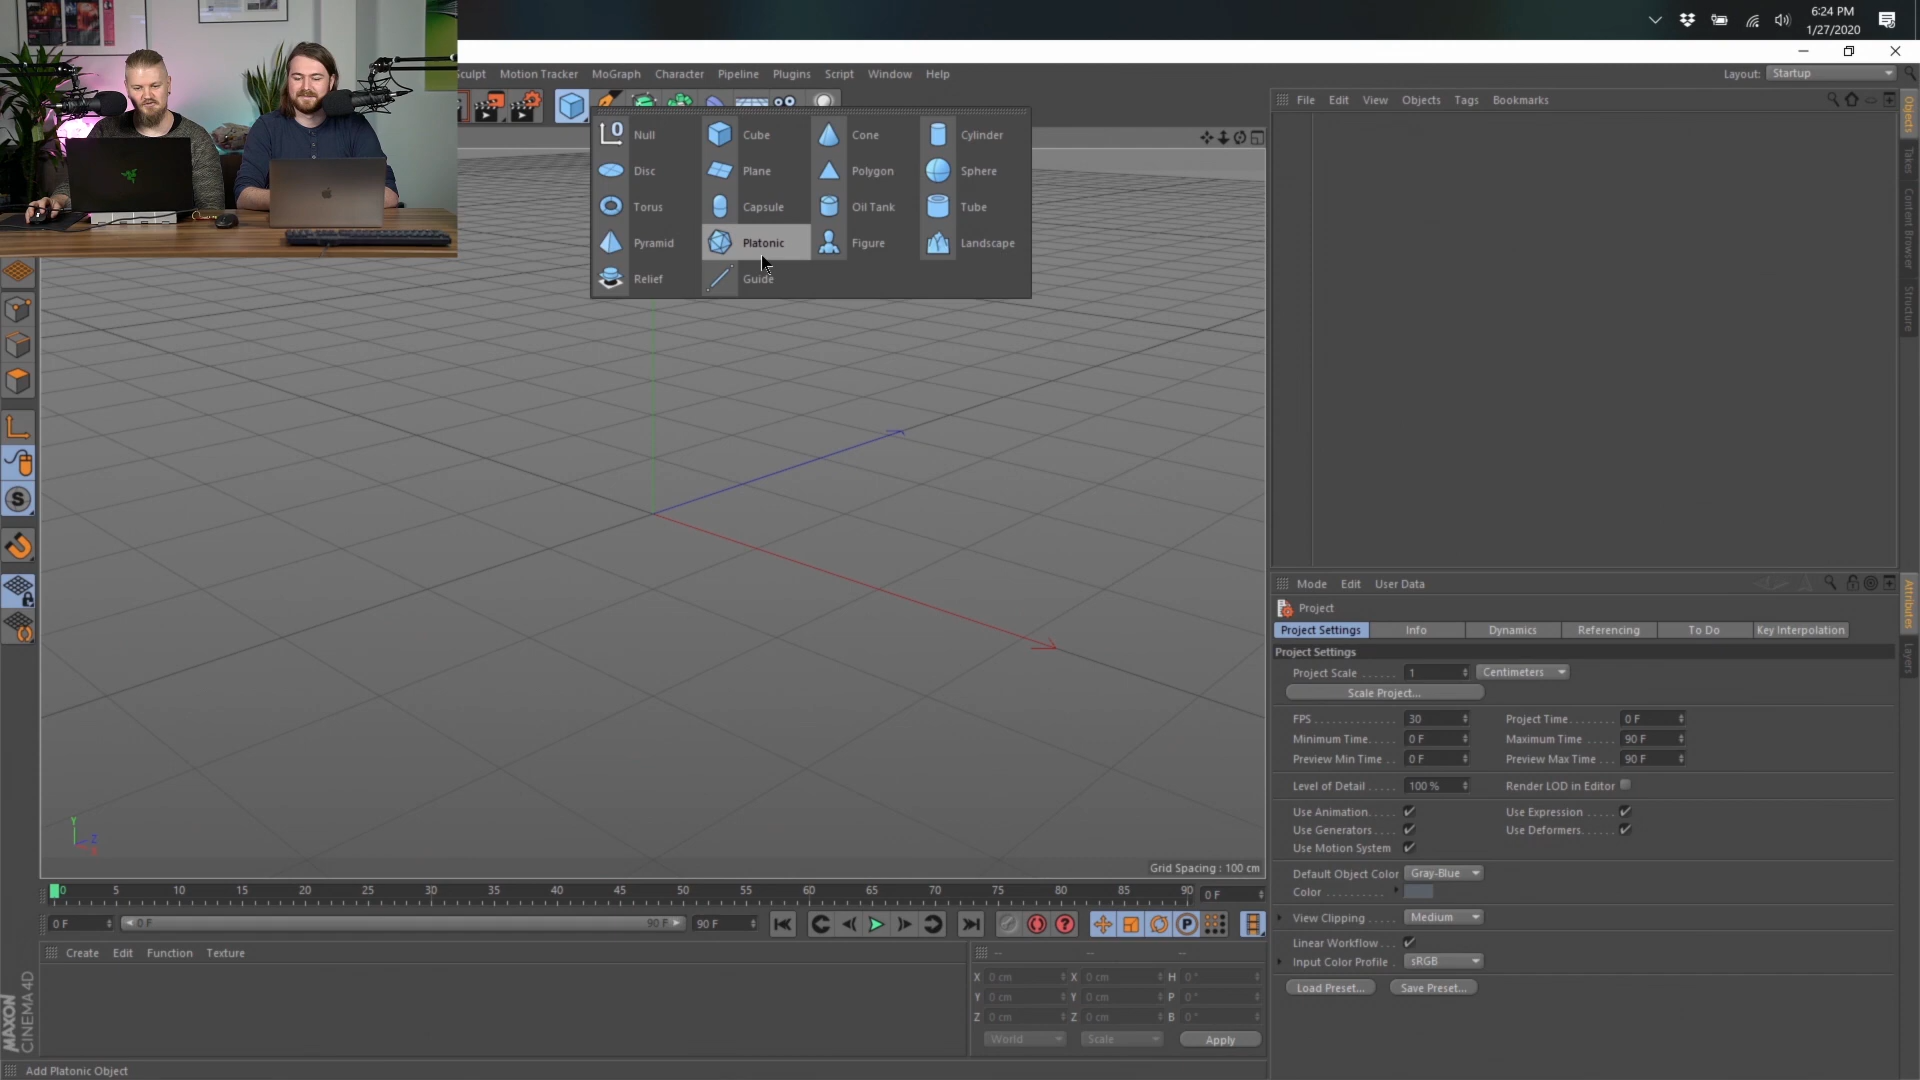 6:24 PM
1/27/2020
Sculpt Motion Tracker MoGraph Character Pipeline Plugins Script Window Help
Layout: Startup
File Edit View Objects Tags Bookmarks
Null Cube Cone Cylinder
Disc Plane Polygon Sphere
Torus Capsule Oil Tank Tube
Pyramid Platonic Figure Landscape
Relief Guide
Objects
Takes
Content Browser
Structure
Mode Edit User Data
Project
Project Settings Info Dynamics Referencing To Do Key Interpolation
Project Settings
Project Scale 1 Centimeters
Scale Project...
FPS 30 Project Time 0 F
Minimum Time 0 F Maximum Time 90 F
Preview Min Time 0 F Preview Max Time 90 F
Level of Detail 100 % Render LOD in Editor
Use Animation Use Expression
Use Generators Use Deformers
Use Motion System
Default Object Color Gray-Blue
Color
View Clipping Medium
Linear Workflow
Input Color Profile sRGB
Load Preset... Save Preset...
Attributes
Layers
S
Y
Z
X
Grid Spacing : 100 cm
0 5 10 15 20 25 30 35 40 45 50 55 60 65 70 75 80 85 90 0 F
0 F 0 F 90 F 90 F P
Create Edit Function Texture
-- -- --
X 0 cm X 0 cm H 0 °
Y 0 cm Y 0 cm P 0 °
Z 0 cm Z 0 cm B 0 °
World Scale Apply
MAXON
CINEMA 4D
Add Platonic Object